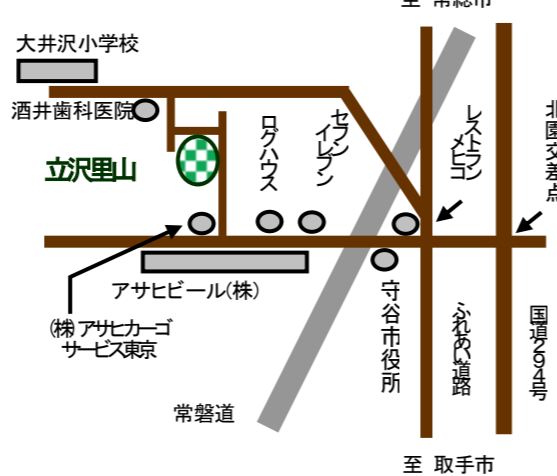 至 常総市
大井沢小学校
酒井歯科医院
立沢里山
ログハウス
セブン
イレブン
レストラン
メヒコ
北園交差点
アサヒビール(株)
(株) アサヒカーゴ
サービス東京
守谷市役所
ふれあい道路
国道294号
常磐道
至 取手市